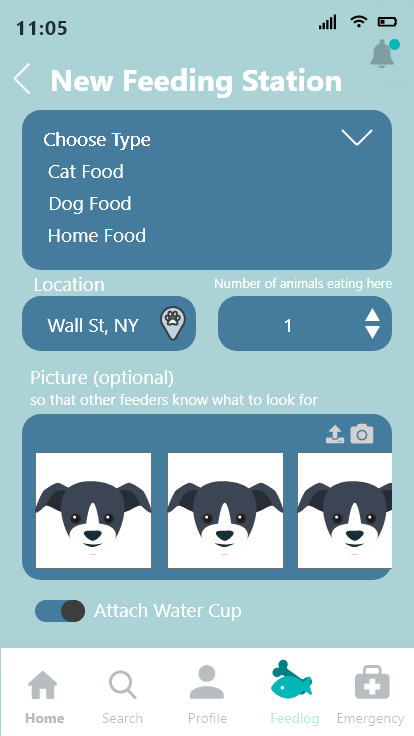 11:05
New Feeding Station
Choose Type
Cat Food
Dog Food
Home Food
Location
Number of animals eating here
Wall St, NY
1
Picture (optional)
so that other feeders know what to look for
Attach Water Cup
Home Search Profile Feedlog Emergency